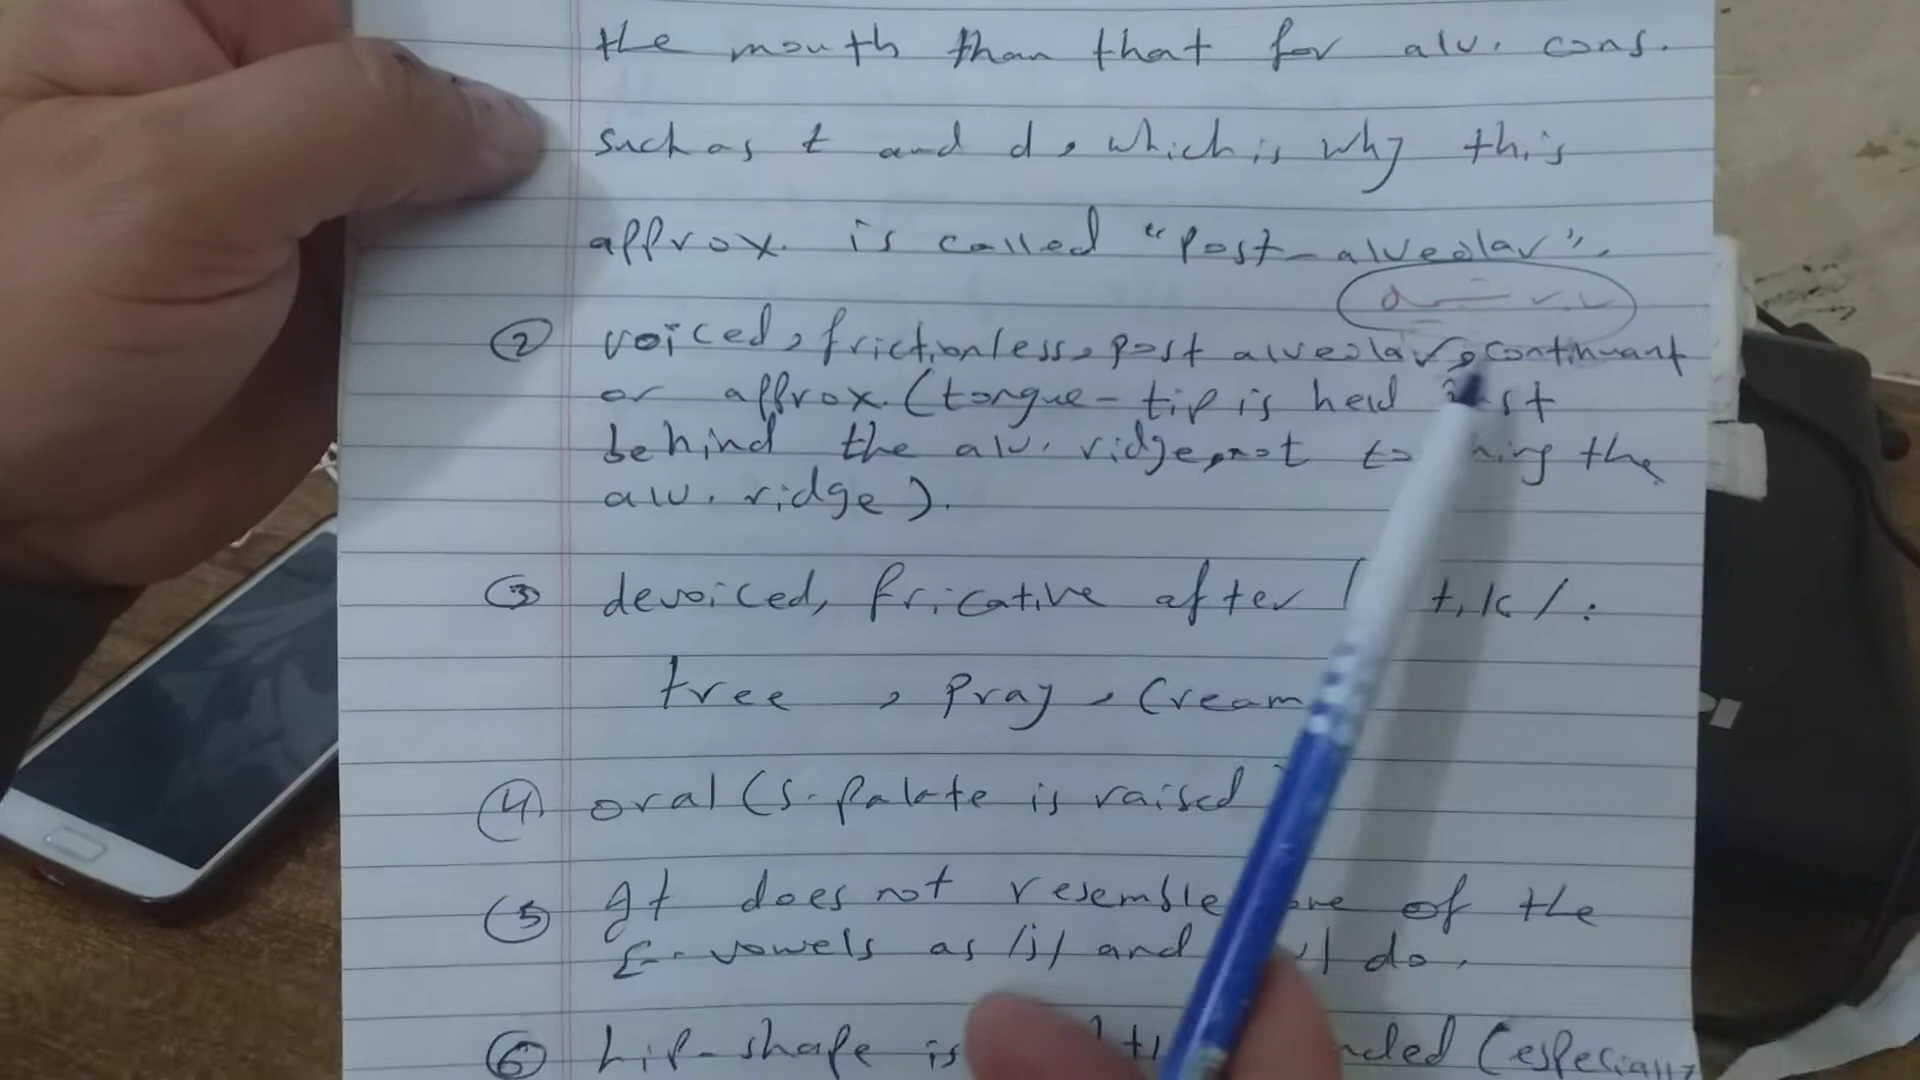 the mouth than that for alv. cons.
such as t and d, which is why this
approx. is called "post-alveolar".
② voiced, frictionless, post alveolar, continuant
or approx. (tongue-tip is held
behind the alv. ridge, not the
alv. ridge).
③ devoiced, fricative after / t, k /:
tree, pray, cream
④ oral (s. palate is raised
⑤ It does not resemble of the
E. vowels as /j/ and do.
⑥ Lip-shape is (especially